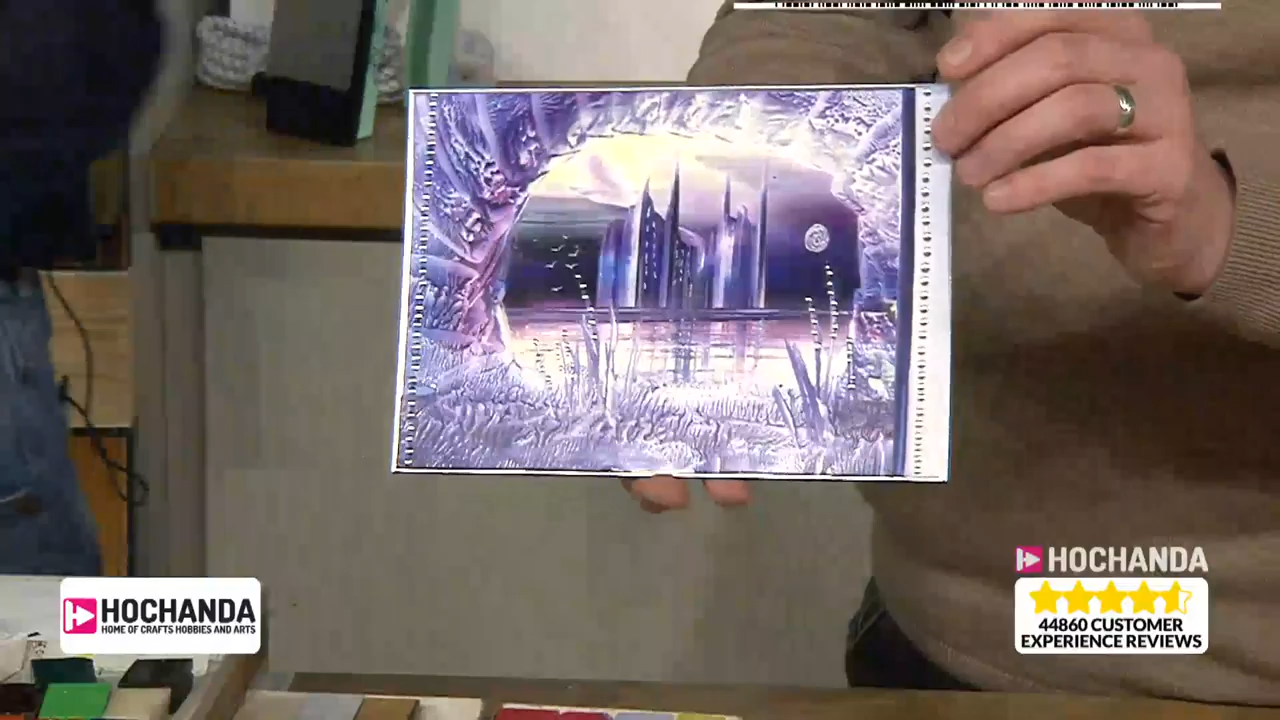 HOCHANDA
HOME OF CRAFTS HOBBIES AND ARTS
HOCHANDA
44860 CUSTOMER
EXPERIENCE REVIEWS